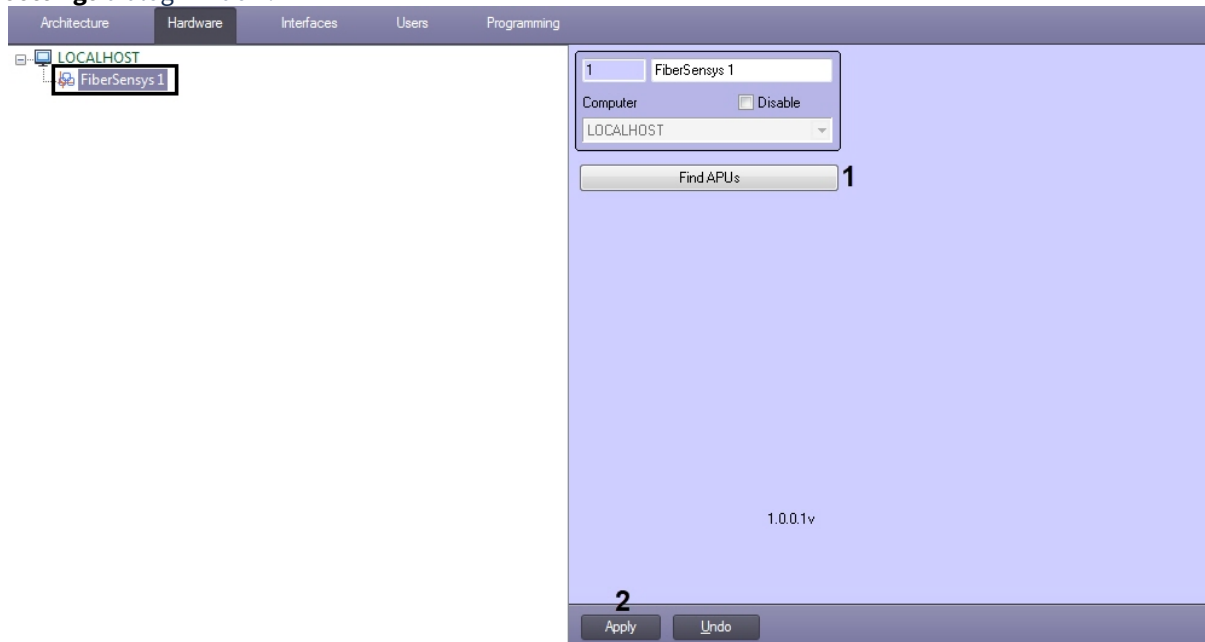 Architecture Hardware Interfaces Users Programming
LOCALHOST
FiberSensys 1
1 FiberSensys 1
Computer Disable
LOCALHOST
Find APUs 1
1.0.0.1v
2
Apply Undo